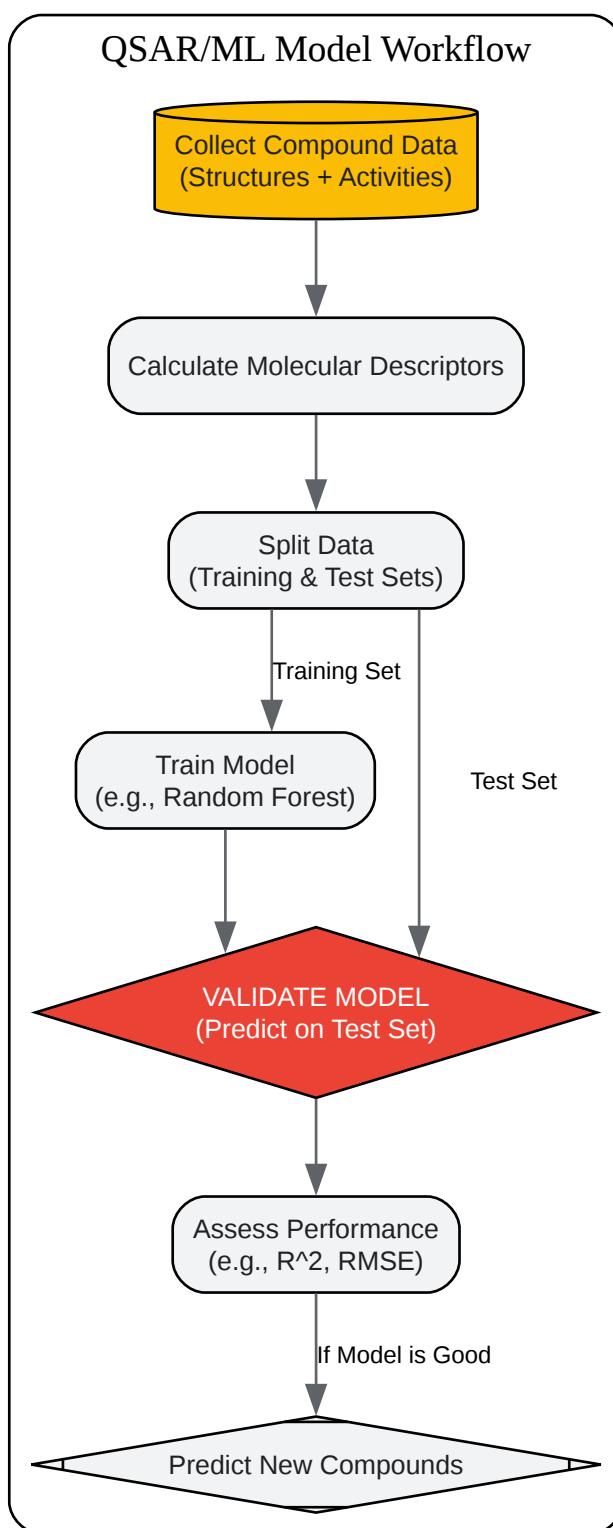 QSAR/ML Model Workflow
Collect Compound Data
(Structures + Activities)
Calculate Molecular Descriptors
Split Data
(Training & Test Sets)
Training Set
Train Model
(e.g., Random Forest)
Test Set
VALIDATE MODEL
(Predict on Test Set)
Assess Performance
(e.g., R^2, RMSE)
If Model is Good
Predict New Compounds